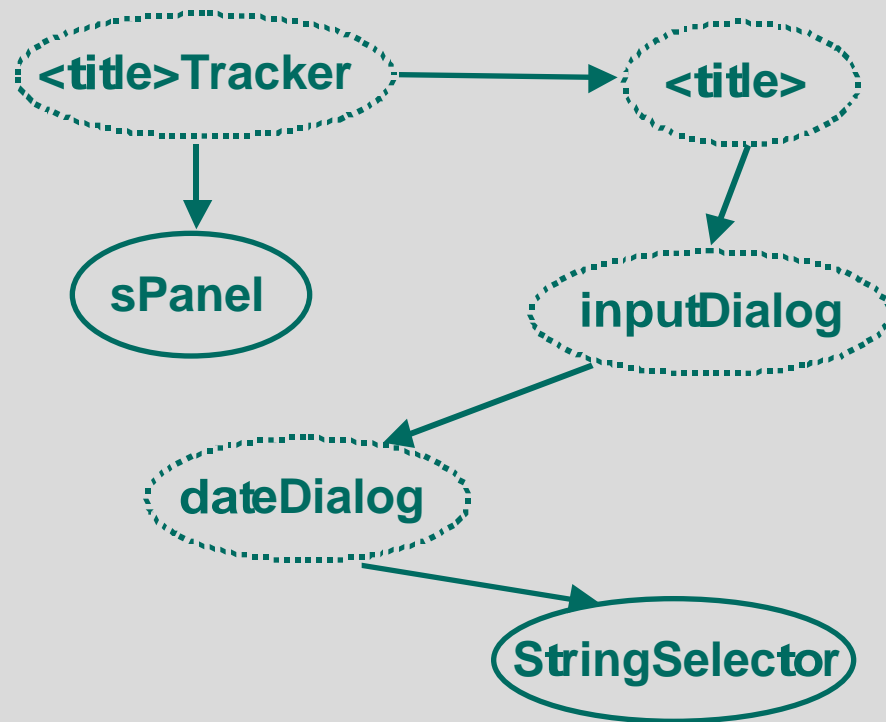 <title>Tracker
<title>
sPanel
inputDialog
dateDialog
StringSelector